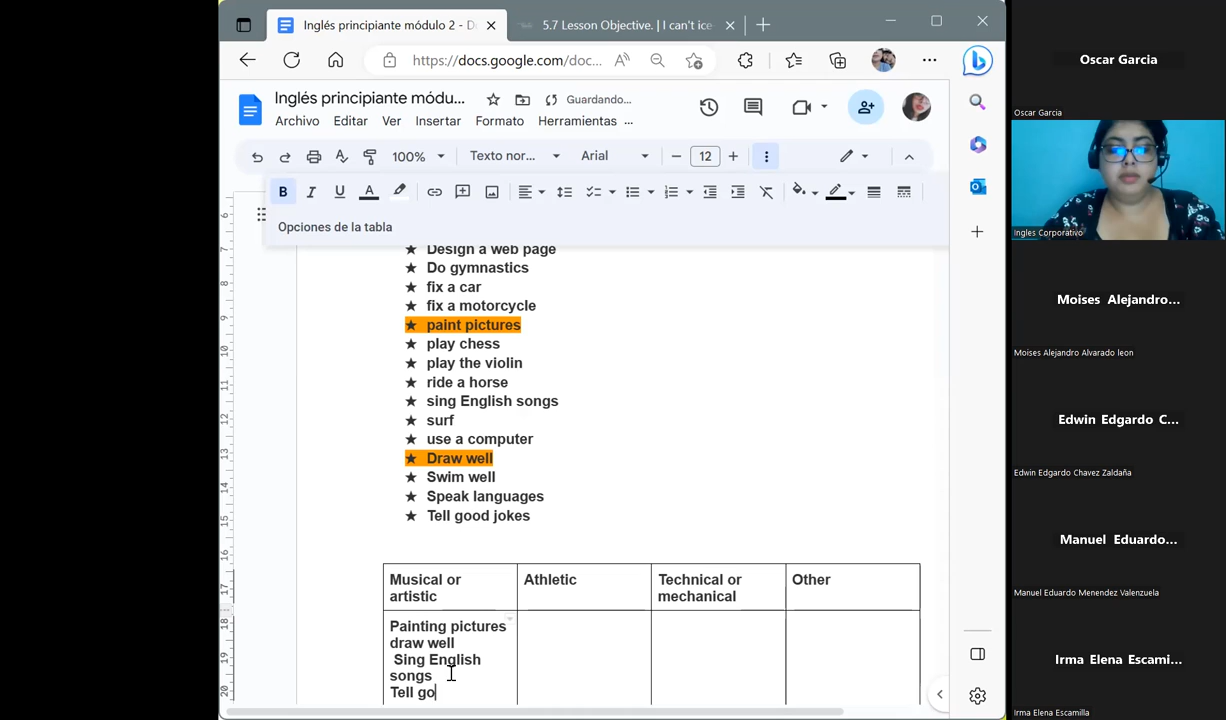 Inglés principiante módulo 2 - Do
5.7 Lesson Objective. | I can't ice-
https://docs.google.com/doc...
Inglés principiante módu...
Guardando...
Archivo Editar Ver Insertar Formato Herramientas ...
100% Texto nor... Arial 12
Opciones de la tabla
Design a web page
Do gymnastics
fix a car
fix a motorcycle
paint pictures
play chess
play the violin
ride a horse
sing English songs
surf
use a computer
Draw well
Swim well
Speak languages
Tell good jokes
Musical or artistic
Athletic
Technical or mechanical
Other
Painting pictures
draw well
Sing English
songs
Tell go
Oscar Garcia
Oscar Garcia
Ingles Corporativo
Moises Alejandro...
Moises Alejandro Alvarado leon
Edwin Edgardo C...
Edwin Edgardo Chavez Zaldaña
Manuel Eduardo...
Manuel Eduardo Menendez Valenzuela
Irma Elena Escami...
Irma Elena Escamilla